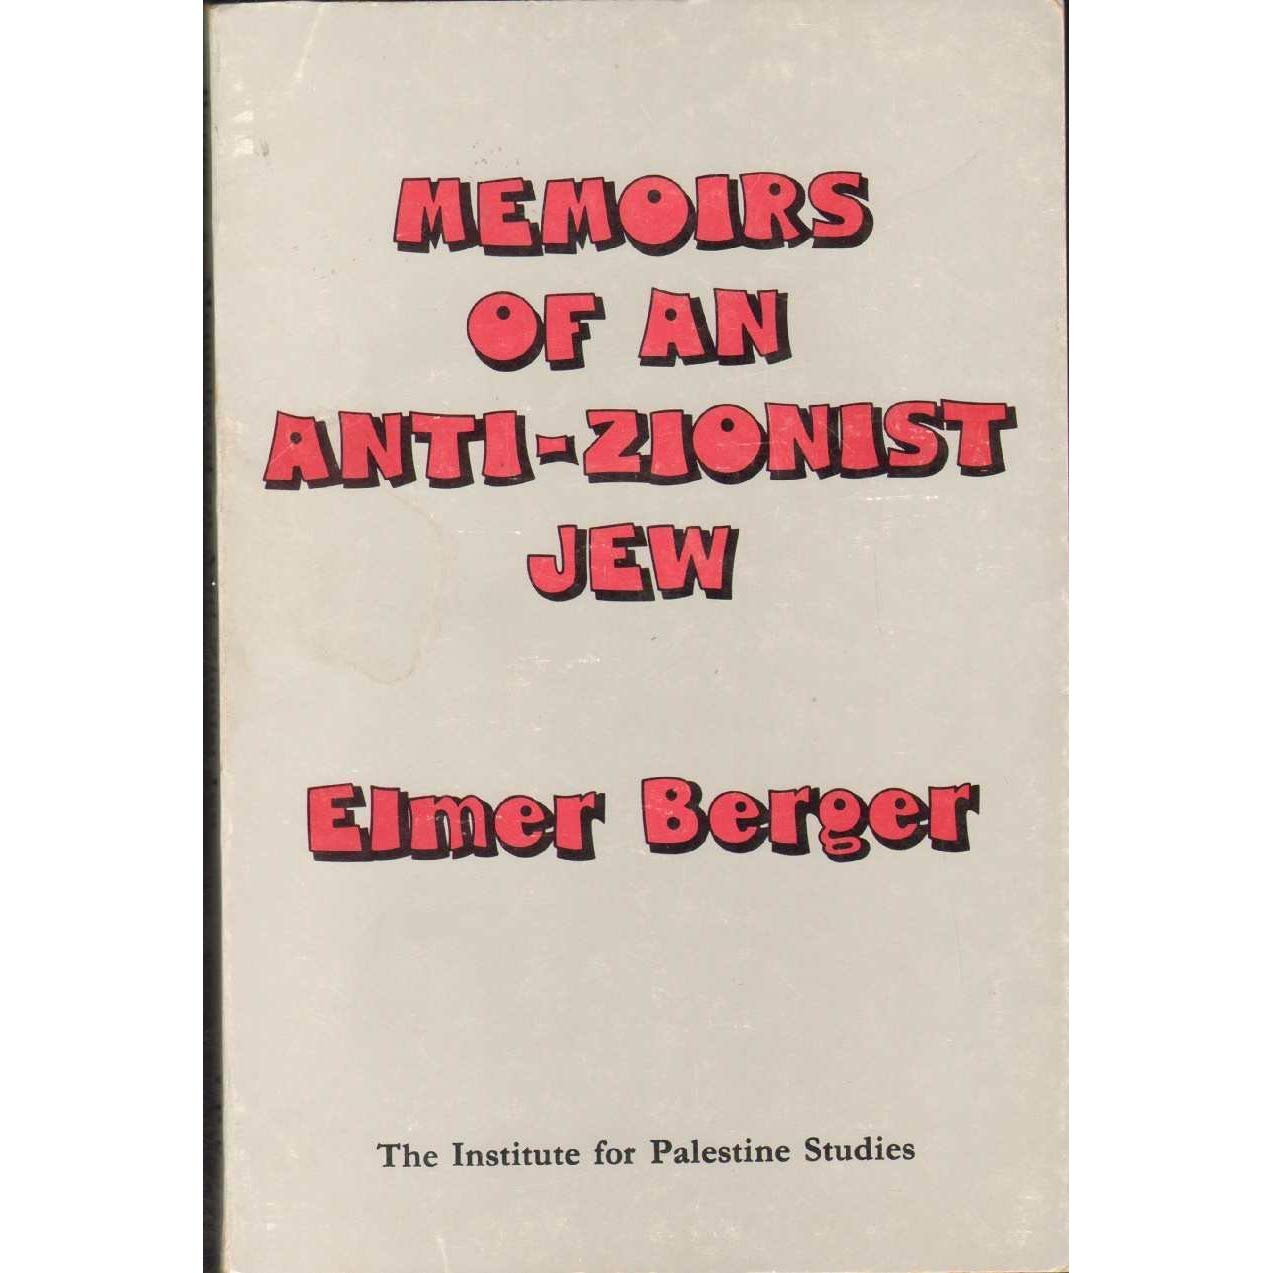 MEMOIRS
OF AN
ANTI-ZIONIST
JEW
Elmer Berger
The Institute for Palestine Studies